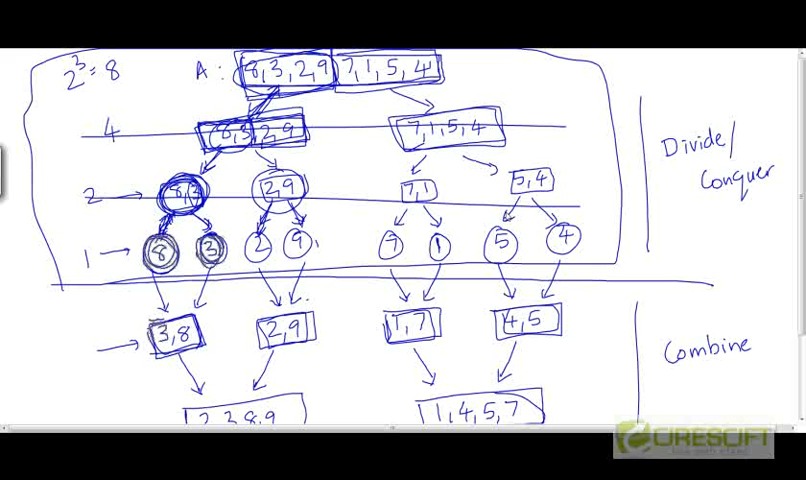 2³=8 A: 8,3,2,9 7,1,5,4
4 8,3,2,9 7,1,5,4
Divide/
Conquer
2 8,3 2,9 7,1 5,4
1 8 3 2 9 7 1 5 4
3,8 2,9 1,7 4,5
Combine
2,3,8,9 1,4,5,7
CIRESOFT